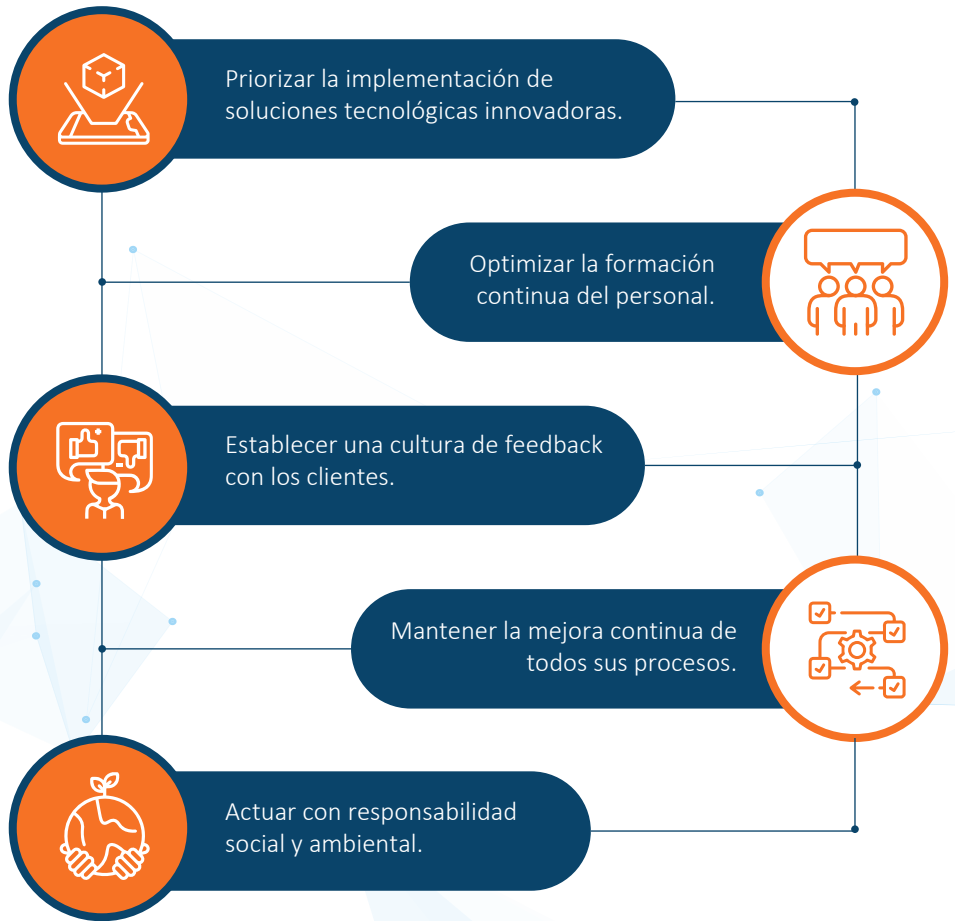 Priorizar la implementación de
soluciones tecnológicas innovadoras.
Optimizar la formación
continua del personal.
Establecer una cultura de feedback
con los clientes.
Mantener la mejora continua de
todos sus procesos.
Actuar con responsabilidad
social y ambiental.